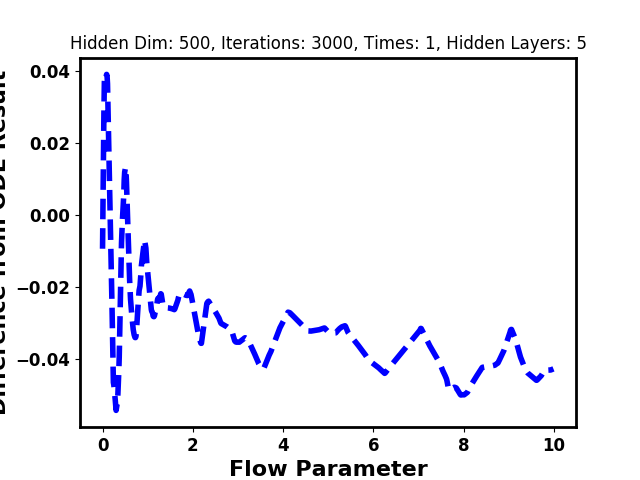 Hidden Dim: 500, Iterations: 3000, Times: 1, Hidden Layers: 5
Difference from ODE Result
0.04
0.02
0.00
−0.02
−0.04
0 2 4 6 8 10
Flow Parameter